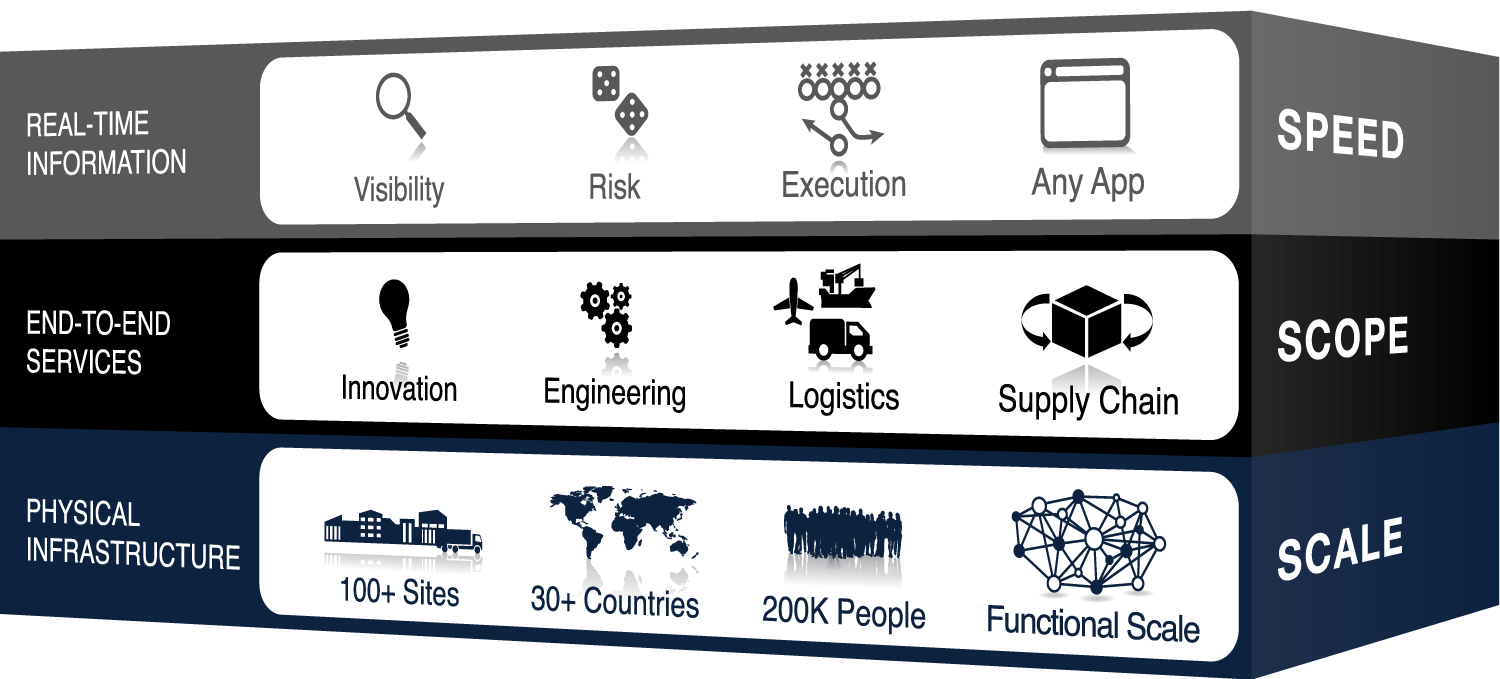 REAL-TIME
INFORMATION
Visibility
Risk
Execution
Any App
SPEED
END-TO-END
SERVICES
Innovation
Engineering
Logistics
Supply Chain
SCOPE
PHYSICAL
INFRASTRUCTURE
100+ Sites
30+ Countries
200K People
Functional Scale
SCALE